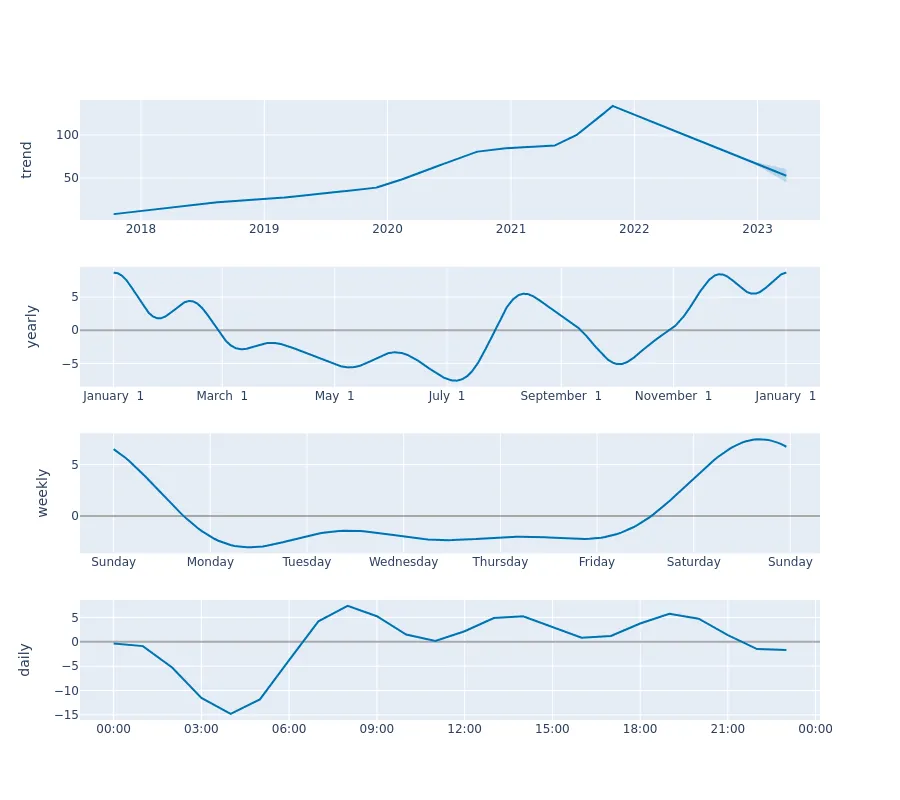 trend
100
50
2018 2019 2020 2021 2022 2023
yearly
5
0
−5
January 1 March 1 May 1 July 1 September 1 November 1 January 1
weekly
5
0
Sunday Monday Tuesday Wednesday Thursday Friday Saturday Sunday
daily
5
0
−5
−10
−15
00:00 03:00 06:00 09:00 12:00 15:00 18:00 21:00 00:00